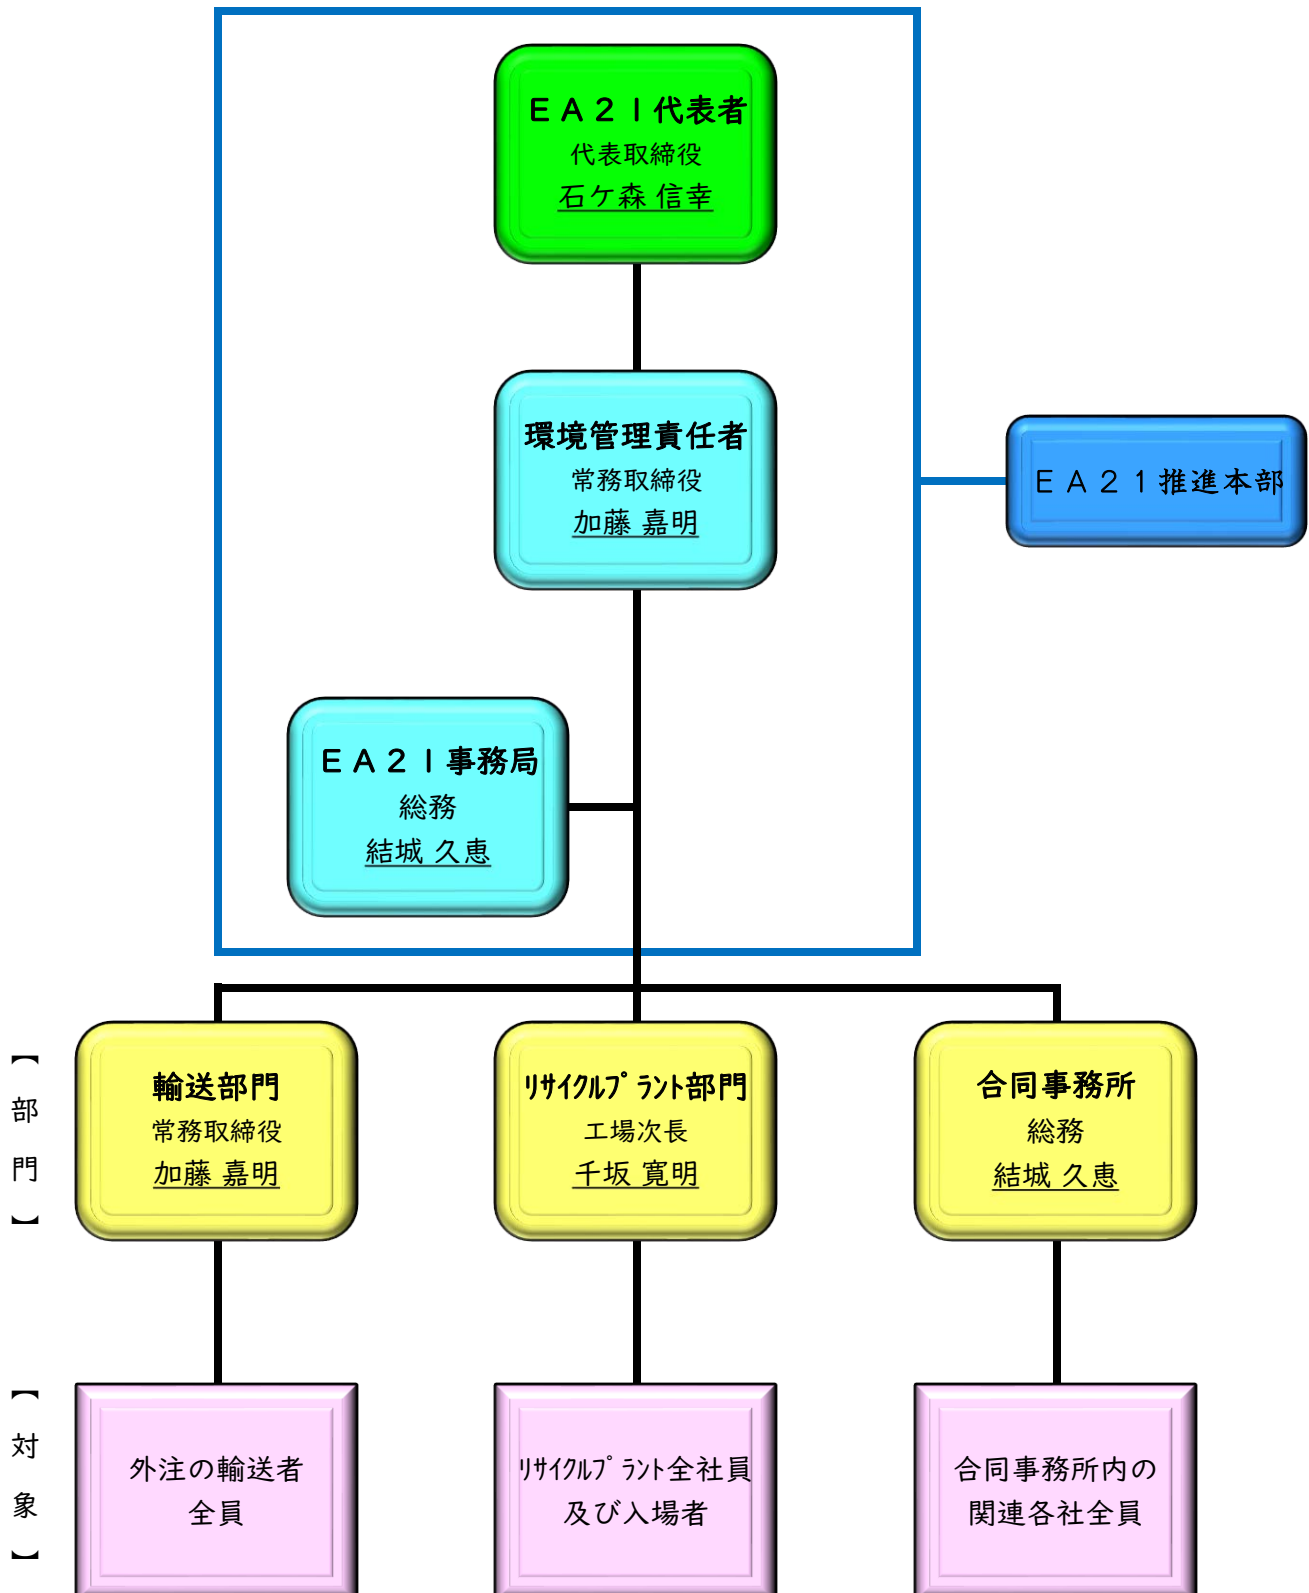 ＥＡ２１代表者
代表取締役
石ケ森 信幸
環境管理責任者
常務取締役
加藤 嘉明
ＥＡ２１推進本部
ＥＡ２１事務局
総務
結城 久恵
【部門】
輸送部門
常務取締役
加藤 嘉明
ﾘｻｲｸﾙﾌﾟﾗﾝﾄ部門
工場次長
千坂 寛明
合同事務所
総務
結城 久恵
【対象】
外注の輸送者
全員
ﾘｻｲｸﾙﾌﾟﾗﾝﾄ全社員
及び入場者
合同事務所内の
関連各社全員